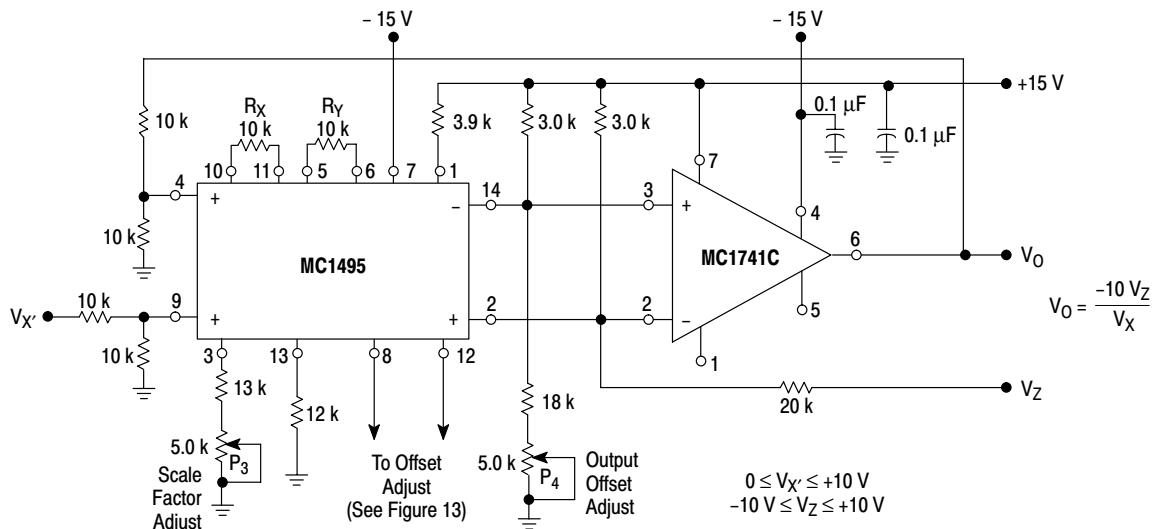 – 15 V
– 15 V
+15 V
10 k
R_X
10 k
R_Y
10 k
3.9 k
3.0 k
3.0 k
0.1 µF
0.1 µF
10
11
5
6
7
1
7
4
+
–
14
3
+
4
10 k
MC1495
MC1741C
6
V_O
V_O = –10 V_Z / V_X
V_X'
10 k
9
+
+
2
2
–
5
10 k
3
13
8
12
1
13 k
12 k
18 k
20 k
V_Z
5.0 k
P_3
Scale
Factor
Adjust
To Offset
Adjust
(See Figure 13)
5.0 k
P_4
Output
Offset
Adjust
0 ≤ V_X' ≤ +10 V
–10 V ≤ V_Z ≤ +10 V